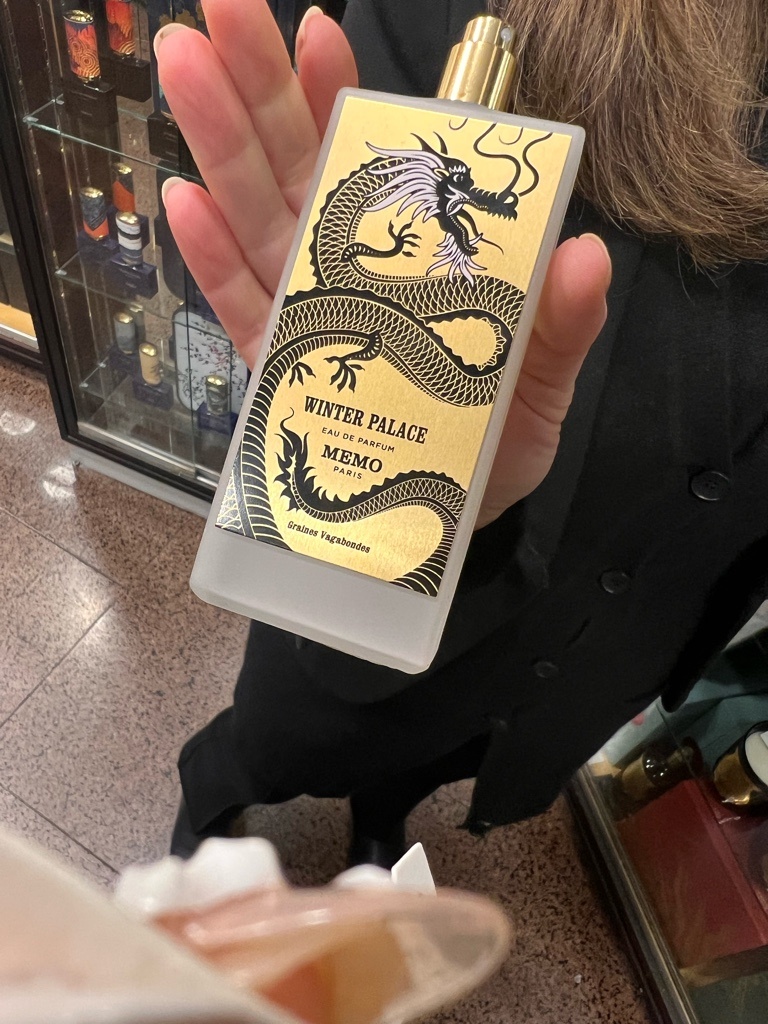 WINTER PALACE
EAU DE PARFUM
MEMO
PARIS
Graines Vagabondes